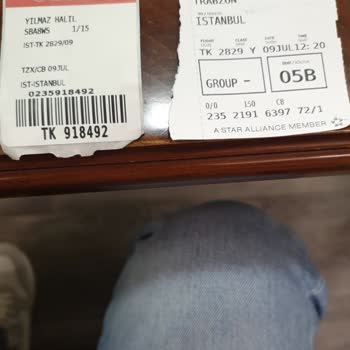 YILMAZ HALIL
SBA8WS 1/15
IST-TK 2829/09
TZX/CB 09JUL
IST-ISTANBUL
0235918492
TK 918492
TRABZON
ISTANBUL
TK 2829 Y 09JUL12:20
GROUP -
05B
0/0 150 CB
235 2191 6397 72/1
A STAR ALLIANCE MEMBER